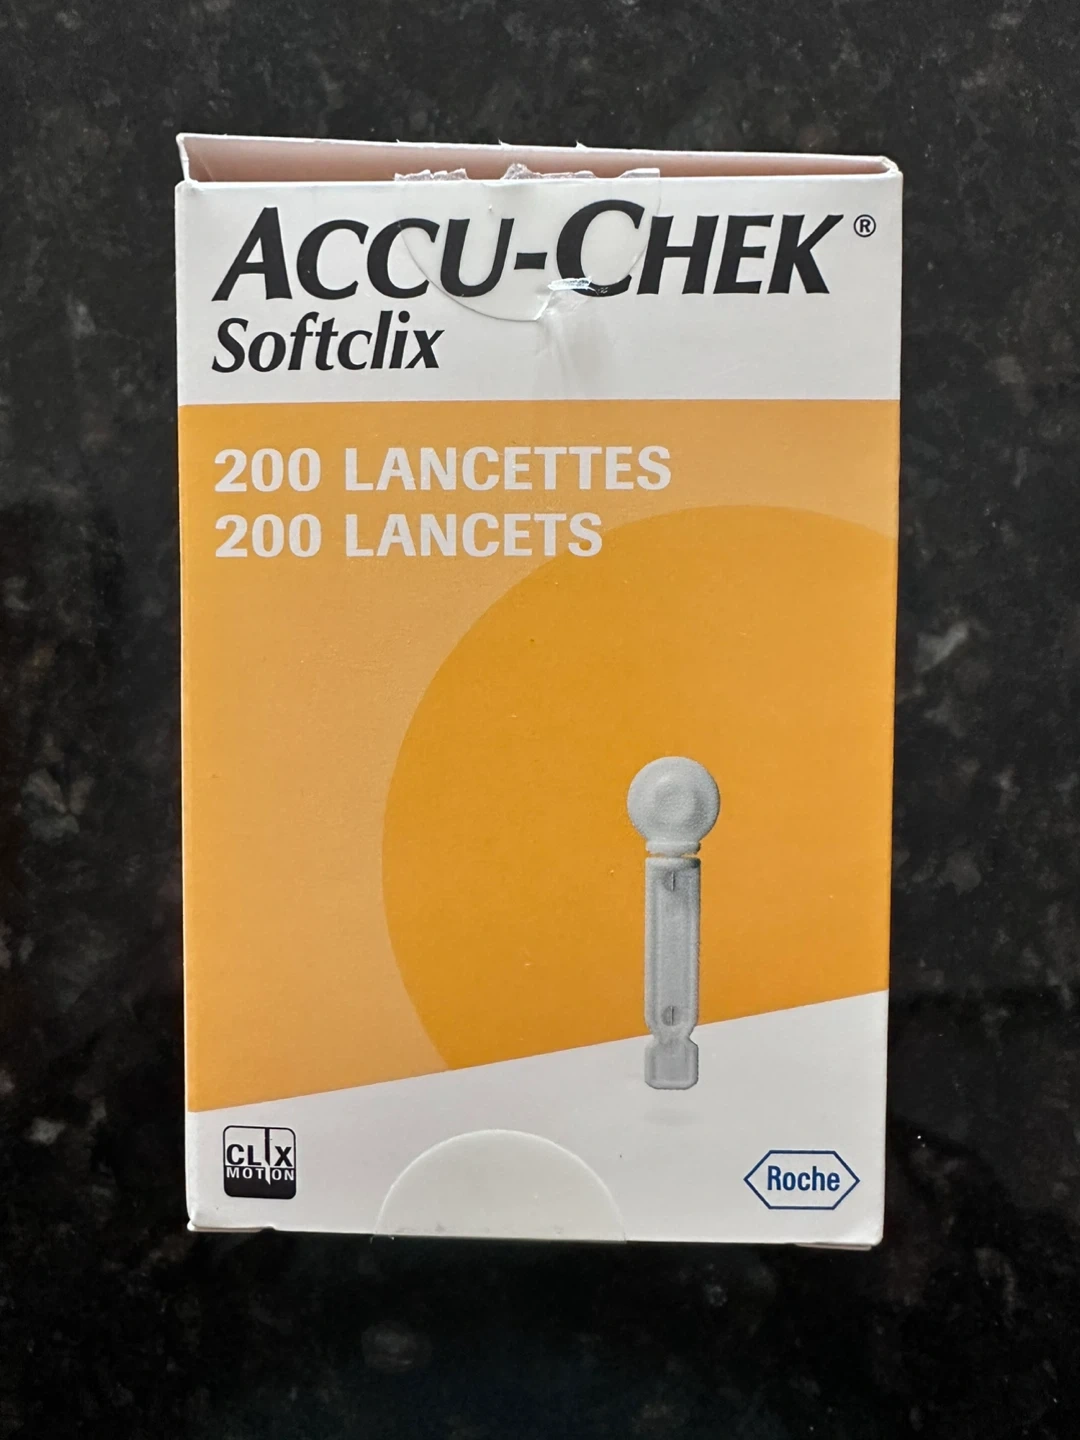 ACCU-CHEK®
Softclix
200 LANCETTES
200 LANCETS
CLIX
MOTION
Roche